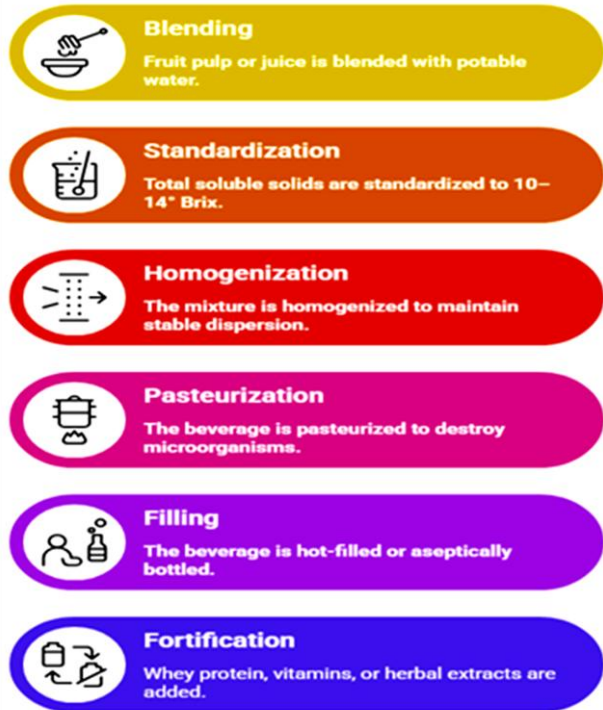 Blending
Fruit pulp or juice is blended with potable
water.
Standardization
Total soluble solids are standardized to 10–
14° Brix.
Homogenization
The mixture is homogenized to maintain
stable dispersion.
Pasteurization
The beverage is pasteurized to destroy
microorganisms.
Filling
The beverage is hot-filled or aseptically
bottled.
Fortification
Whey protein, vitamins, or herbal extracts are
added.